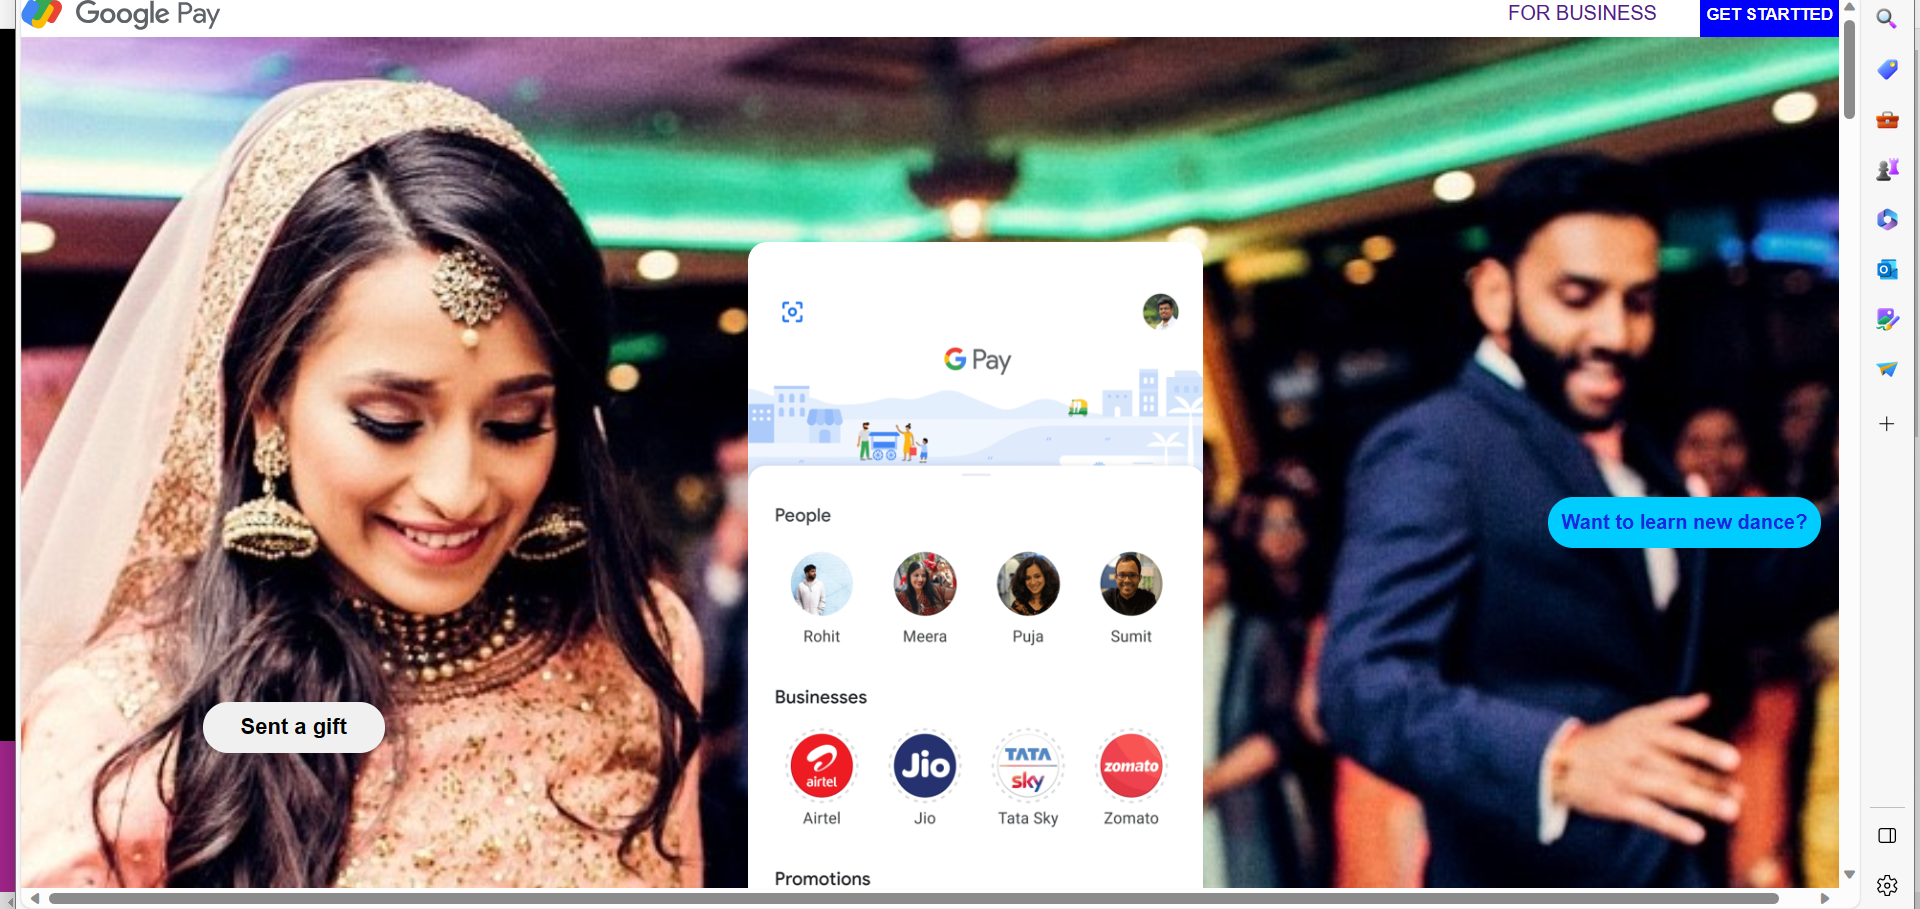 Google Pay
FOR BUSINESS
GET STARTTED
G Pay
People
Rohit Meera Puja Sumit
Want to learn new dance?
Businesses
Sent a gift
airtel Jio TATA sky zomato
Airtel Jio Tata Sky Zomato
Promotions